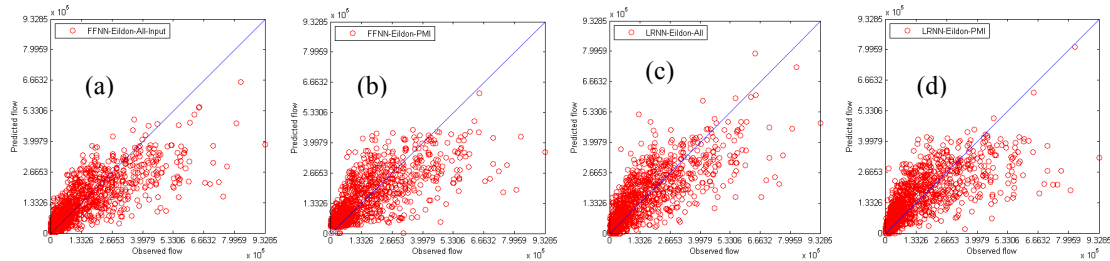 x 10
9.3285
FFNN-Eildon-All-Input
7.9959
(a)
6.6632
5.3306
3.9979
2.6653
1.3326
0
Predicted flow
0 1.3326 2.6653 3.9979 5.3306 6.6632 7.9959 9.3285
Observed flow
x 10
x 10
9.3285
FFNN-Eildon-PMI
7.9959
(b)
6.6632
5.3306
3.9979
2.6653
1.3326
0
Predicted flow
0 1.3326 2.6653 3.9979 5.3306 6.6632 7.9959 9.3285
Observed flow
x 10
x 10
9.3285
LRNN-Eildon-All
7.9959
(c)
6.6632
5.3306
3.9979
2.6653
1.3326
0
Predicted flow
0 1.3326 2.6653 3.9979 5.3306 6.6632 7.9959 9.3285
Observed flow
x 10
x 10
9.3285
LRNN-Eildon-PMI
7.9959
(d)
6.6632
5.3306
3.9979
2.6653
1.3326
0
Predicted flow
0 1.3326 2.6653 3.9979 5.3306 6.6632 7.9959 9.3285
Observed flow
x 10